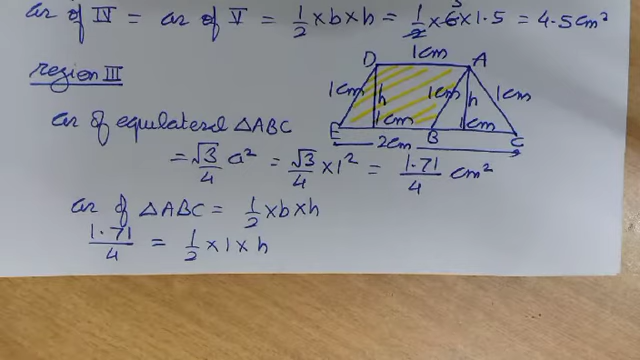 ar of IV = ar of V = 1/2 × b × h = 1/2 × 6 3 × 1.5 = 4.5 cm²
region III
D 1cm A
1cm h 1cm h 1cm
1cm 1cm
E B C
2cm
ar of equilateral △ABC
= √3/4 a² = √3/4 × 1² = 1.71/4 cm²
ar of △ABC = 1/2 × b × h
1.71/4 = 1/2 × 1 × h